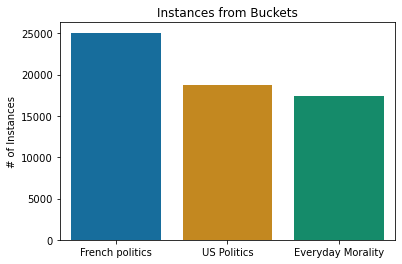 Instances from Buckets
# of Instances
25000
20000
15000
10000
5000
0
French politics
US Politics
Everyday Morality